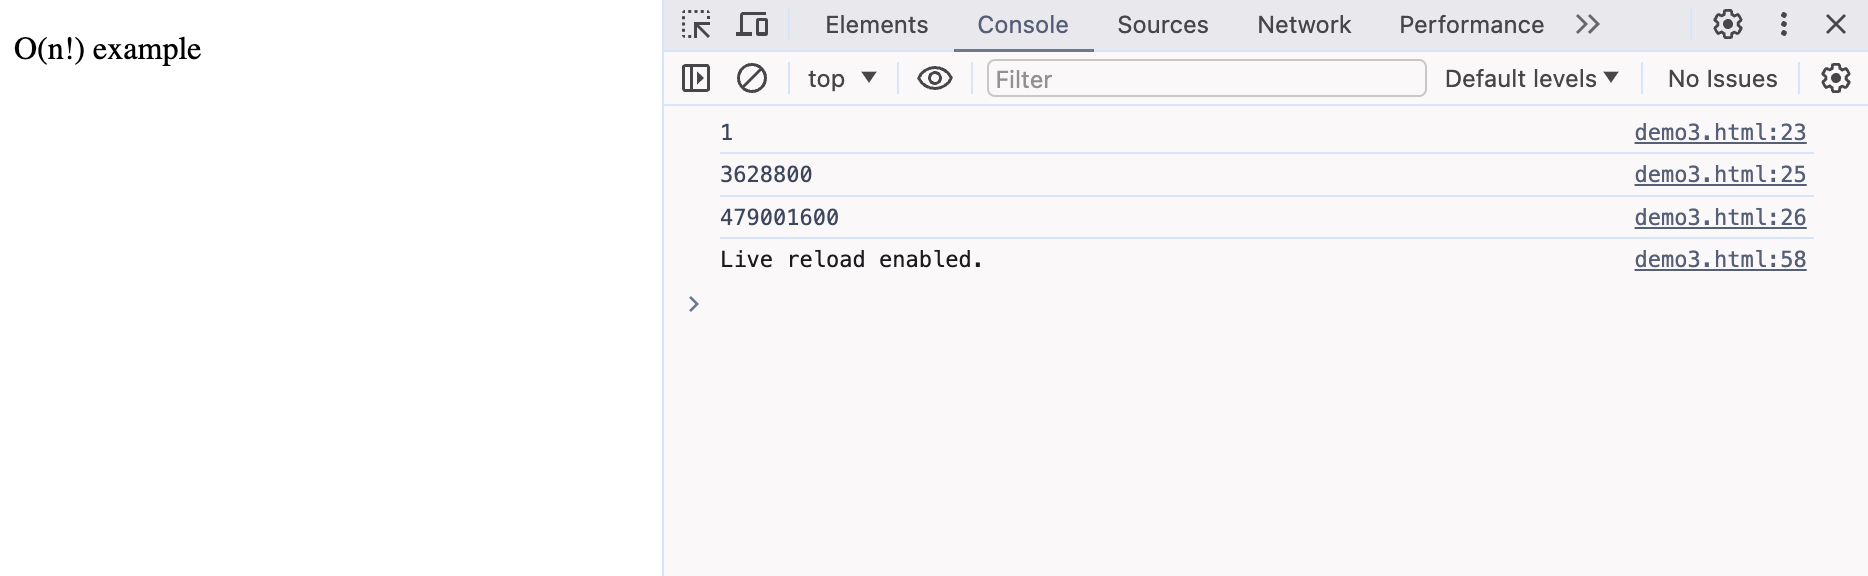 O(n!) example
Elements Console Sources Network Performance
top Filter Default levels No Issues
1 demo3.html:23
3628800 demo3.html:25
479001600 demo3.html:26
Live reload enabled. demo3.html:58